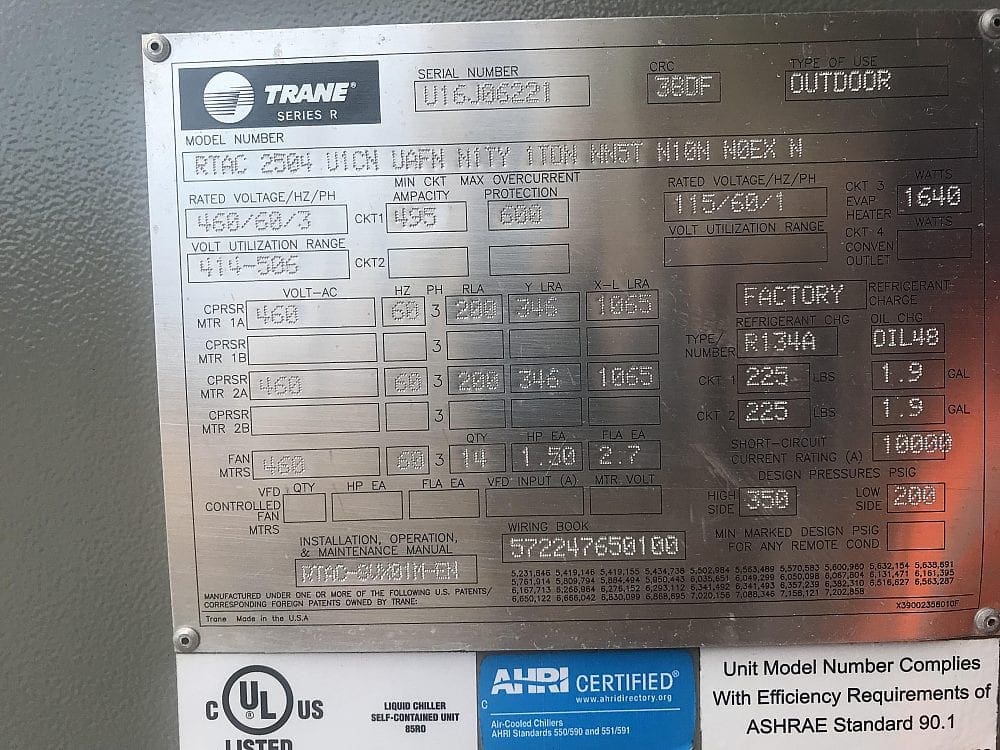 TRANE®
SERIES R
SERIAL NUMBER
U16J06221
CRC
38DF
TYPE OF USE
OUTDOOR
MODEL NUMBER
RTAC 2504 U1CN UAFN N1TY 1TDN NN5T N10N N0EX N
RATED VOLTAGE/HZ/PH
460/60/3
MIN CKT AMPACITY
MAX OVERCURRENT PROTECTION
CKT1 495 600
RATED VOLTAGE/HZ/PH
115/60/1
CKT 3 EVAP HEATER
WATTS
1640
VOLT UTILIZATION RANGE
414-506
CKT2
VOLT UTILIZATION RANGE
CKT 4 CONVEN OUTLET
WATTS
VOLT-AC HZ PH RLA Y LRA X-L LRA
CPRSR MTR 1A 460 60 3 200 346 1065
CPRSR MTR 1B 3
CPRSR MTR 2A 460 60 3 200 346 1065
CPRSR MTR 2B 3
QTY HP EA FLA EA
FAN MTRS 460 60 3 14 1.50 2.7
VFD CONTROLLED FAN MTRS
QTY HP EA FLA EA VFD INPUT (A) MTR VOLT
FACTORY REFRIGERANT CHARGE
REFRIGERANT CHG OIL CHG
TYPE/NUMBER R134A OIL48
CKT 1 225 LBS 1.9 GAL
CKT 2 225 LBS 1.9 GAL
SHORT-CIRCUIT CURRENT RATING (A) 10000
DESIGN PRESSURES PSIG
HIGH SIDE 350 LOW SIDE 200
MIN MARKED DESIGN PSIG FOR ANY REMOTE COND
INSTALLATION, OPERATION, & MAINTENANCE MANUAL
RTAC-SVX01M-EN
WIRING BOOK
572247650100
MANUFACTURED UNDER ONE OR MORE OF THE FOLLOWING U.S. PATENTS/
CORRESPONDING FOREIGN PATENTS OWNED BY TRANE:
Trane Made in the U.S.A
X39002358010F
C UL US
LISTED
LIQUID CHILLER
SELF-CONTAINED UNIT
85R0
C
AHRI CERTIFIED®
www.ahridirectory.org
Air-Cooled Chillers
AHRI Standards 550/590 and 551/591
Unit Model Number Complies
With Efficiency Requirements of
ASHRAE Standard 90.1